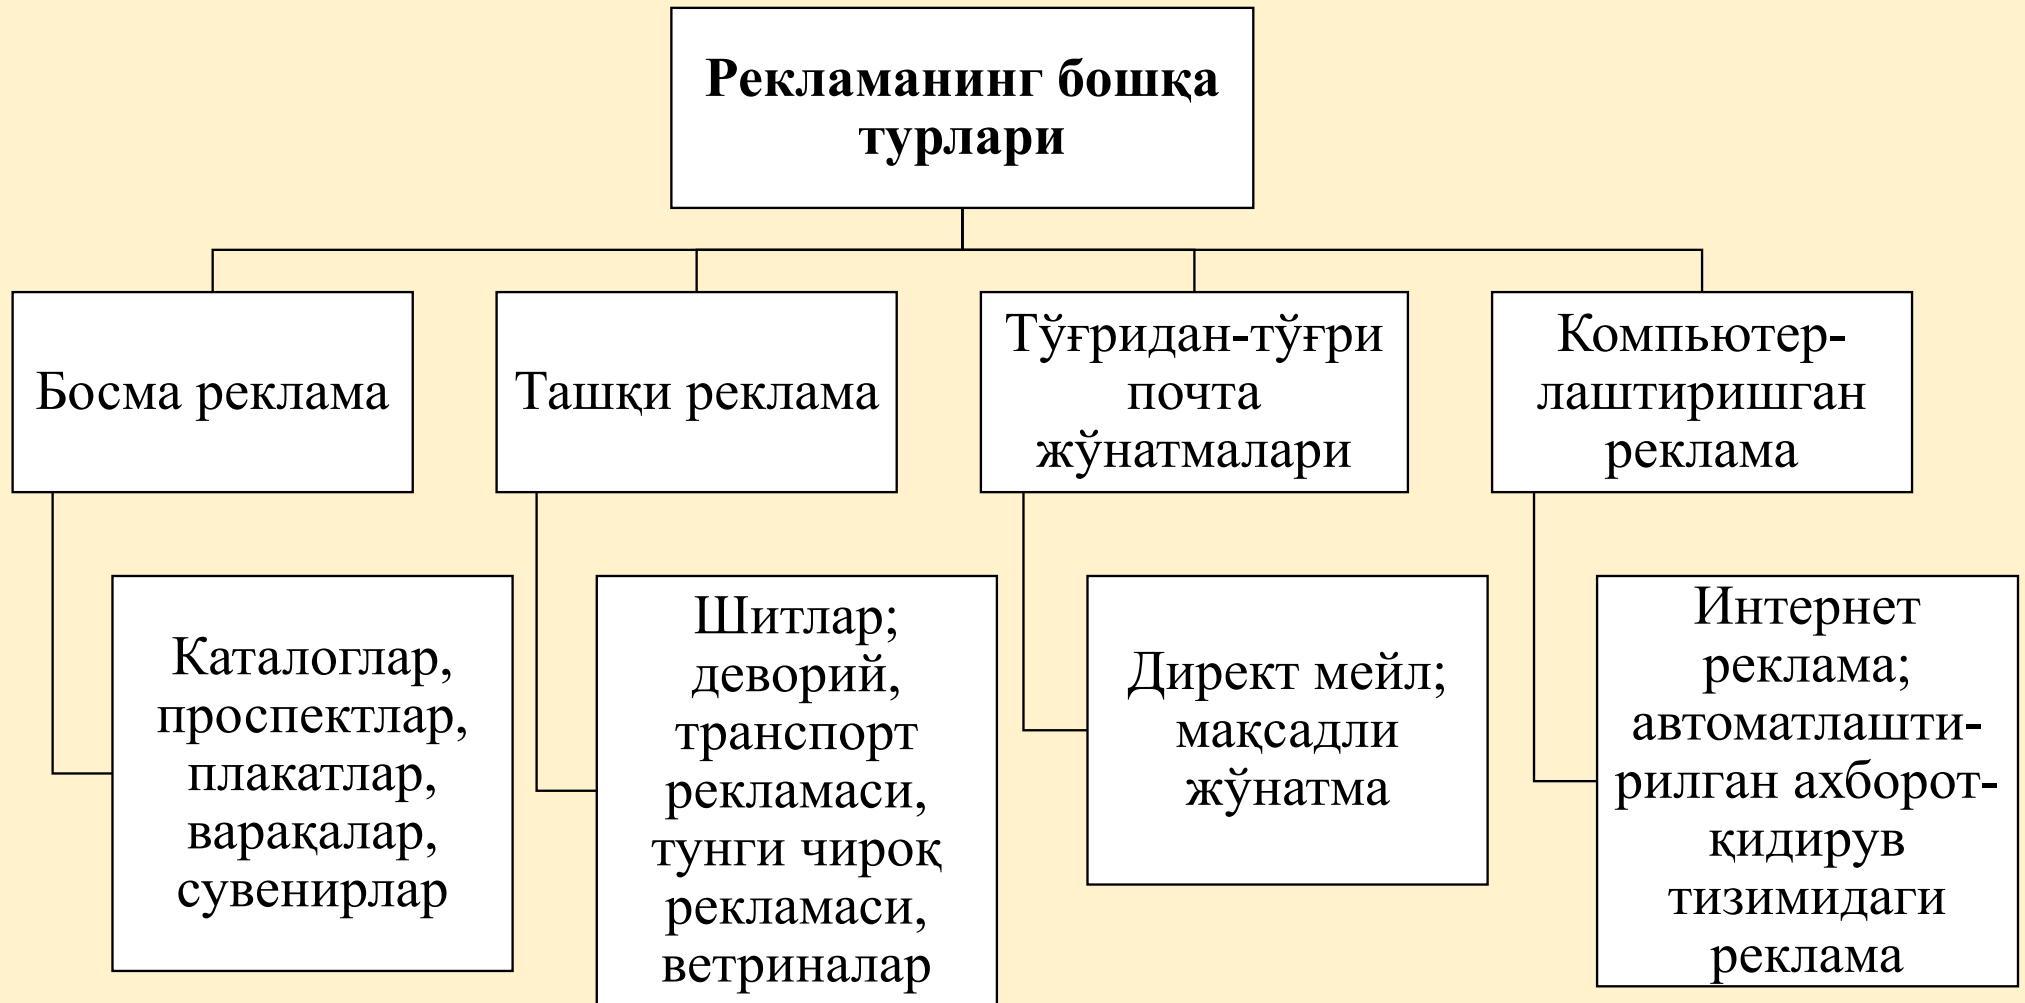 Рекламанинг бошқа
турлари
Босма реклама
Ташқи реклама
Тўғридан-тўғри
почта
жўнатмалари
Компьютер-
лаштиришган
реклама
Каталоглар,
проспектлар,
плакатлар,
варақалар,
сувенирлар
Шитлар;
деворий,
транспорт
рекламаси,
тунги чироқ
рекламаси,
ветриналар
Директ мейл;
мақсадли
жўнатма
Интернет
реклама;
автоматлашти-
рилган ахборот-
қидирув
тизимидаги
реклама